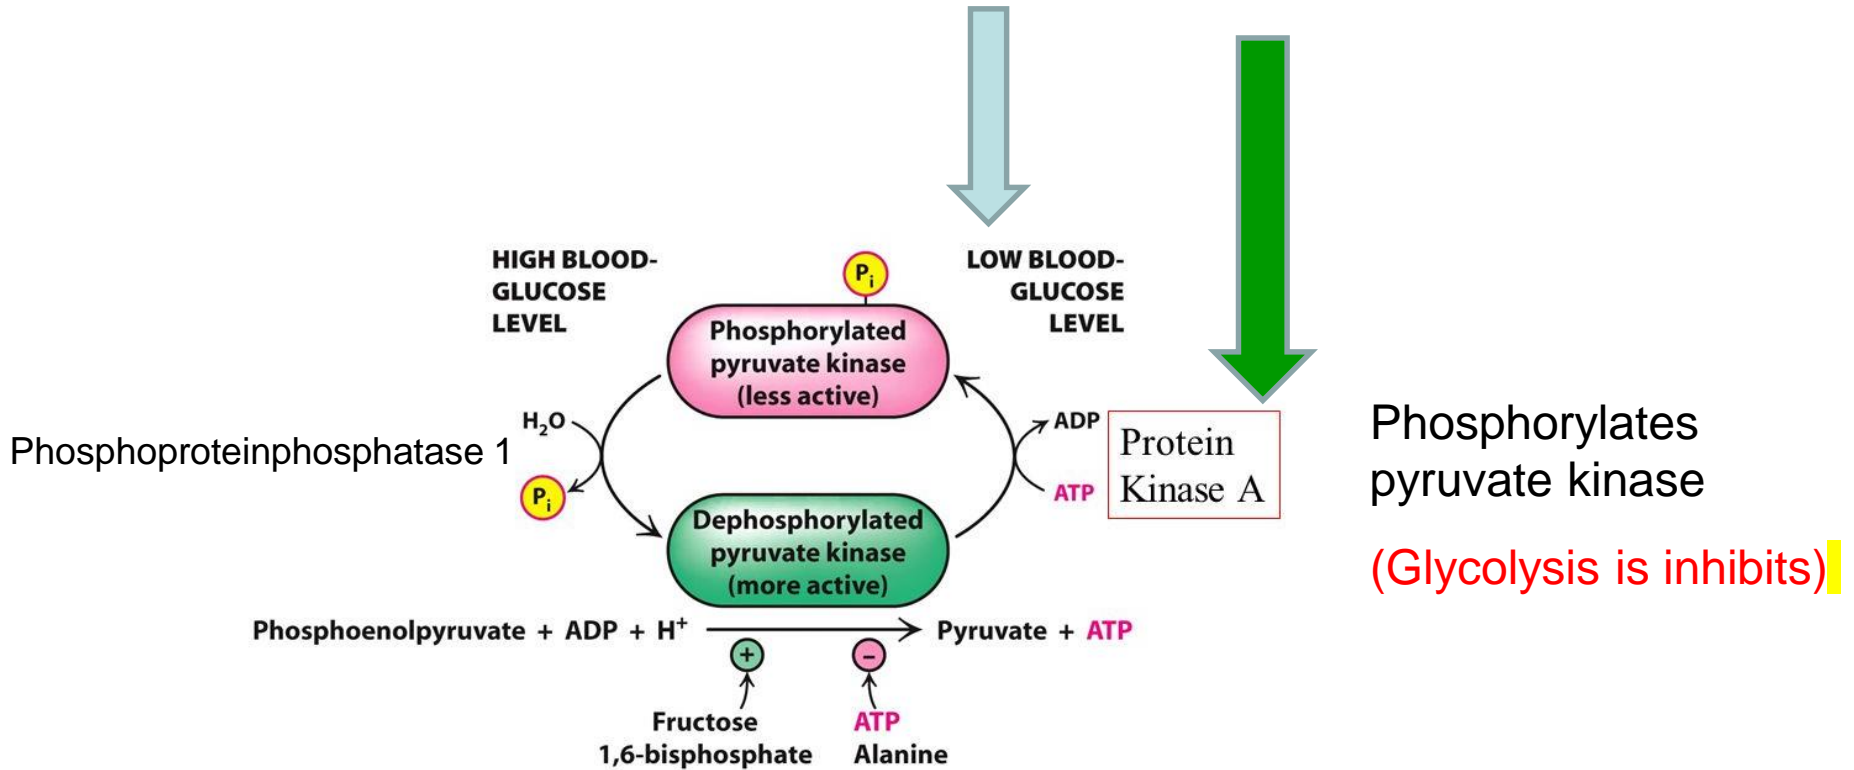 HIGH BLOOD-
GLUCOSE
LEVEL
Pi
LOW BLOOD-
GLUCOSE
LEVEL
Phosphorylated
pyruvate kinase
(less active)
H₂O
Phosphoproteinphosphatase 1
Pi
ADP
ATP
Protein
Kinase A
Phosphorylates
pyruvate kinase
(Glycolysis is inhibits)
Dephosphorylated
pyruvate kinase
(more active)
Phosphoenolpyruvate + ADP + H⁺
Pyruvate + ATP
+
−
Fructose
1,6-bisphosphate
ATP
Alanine